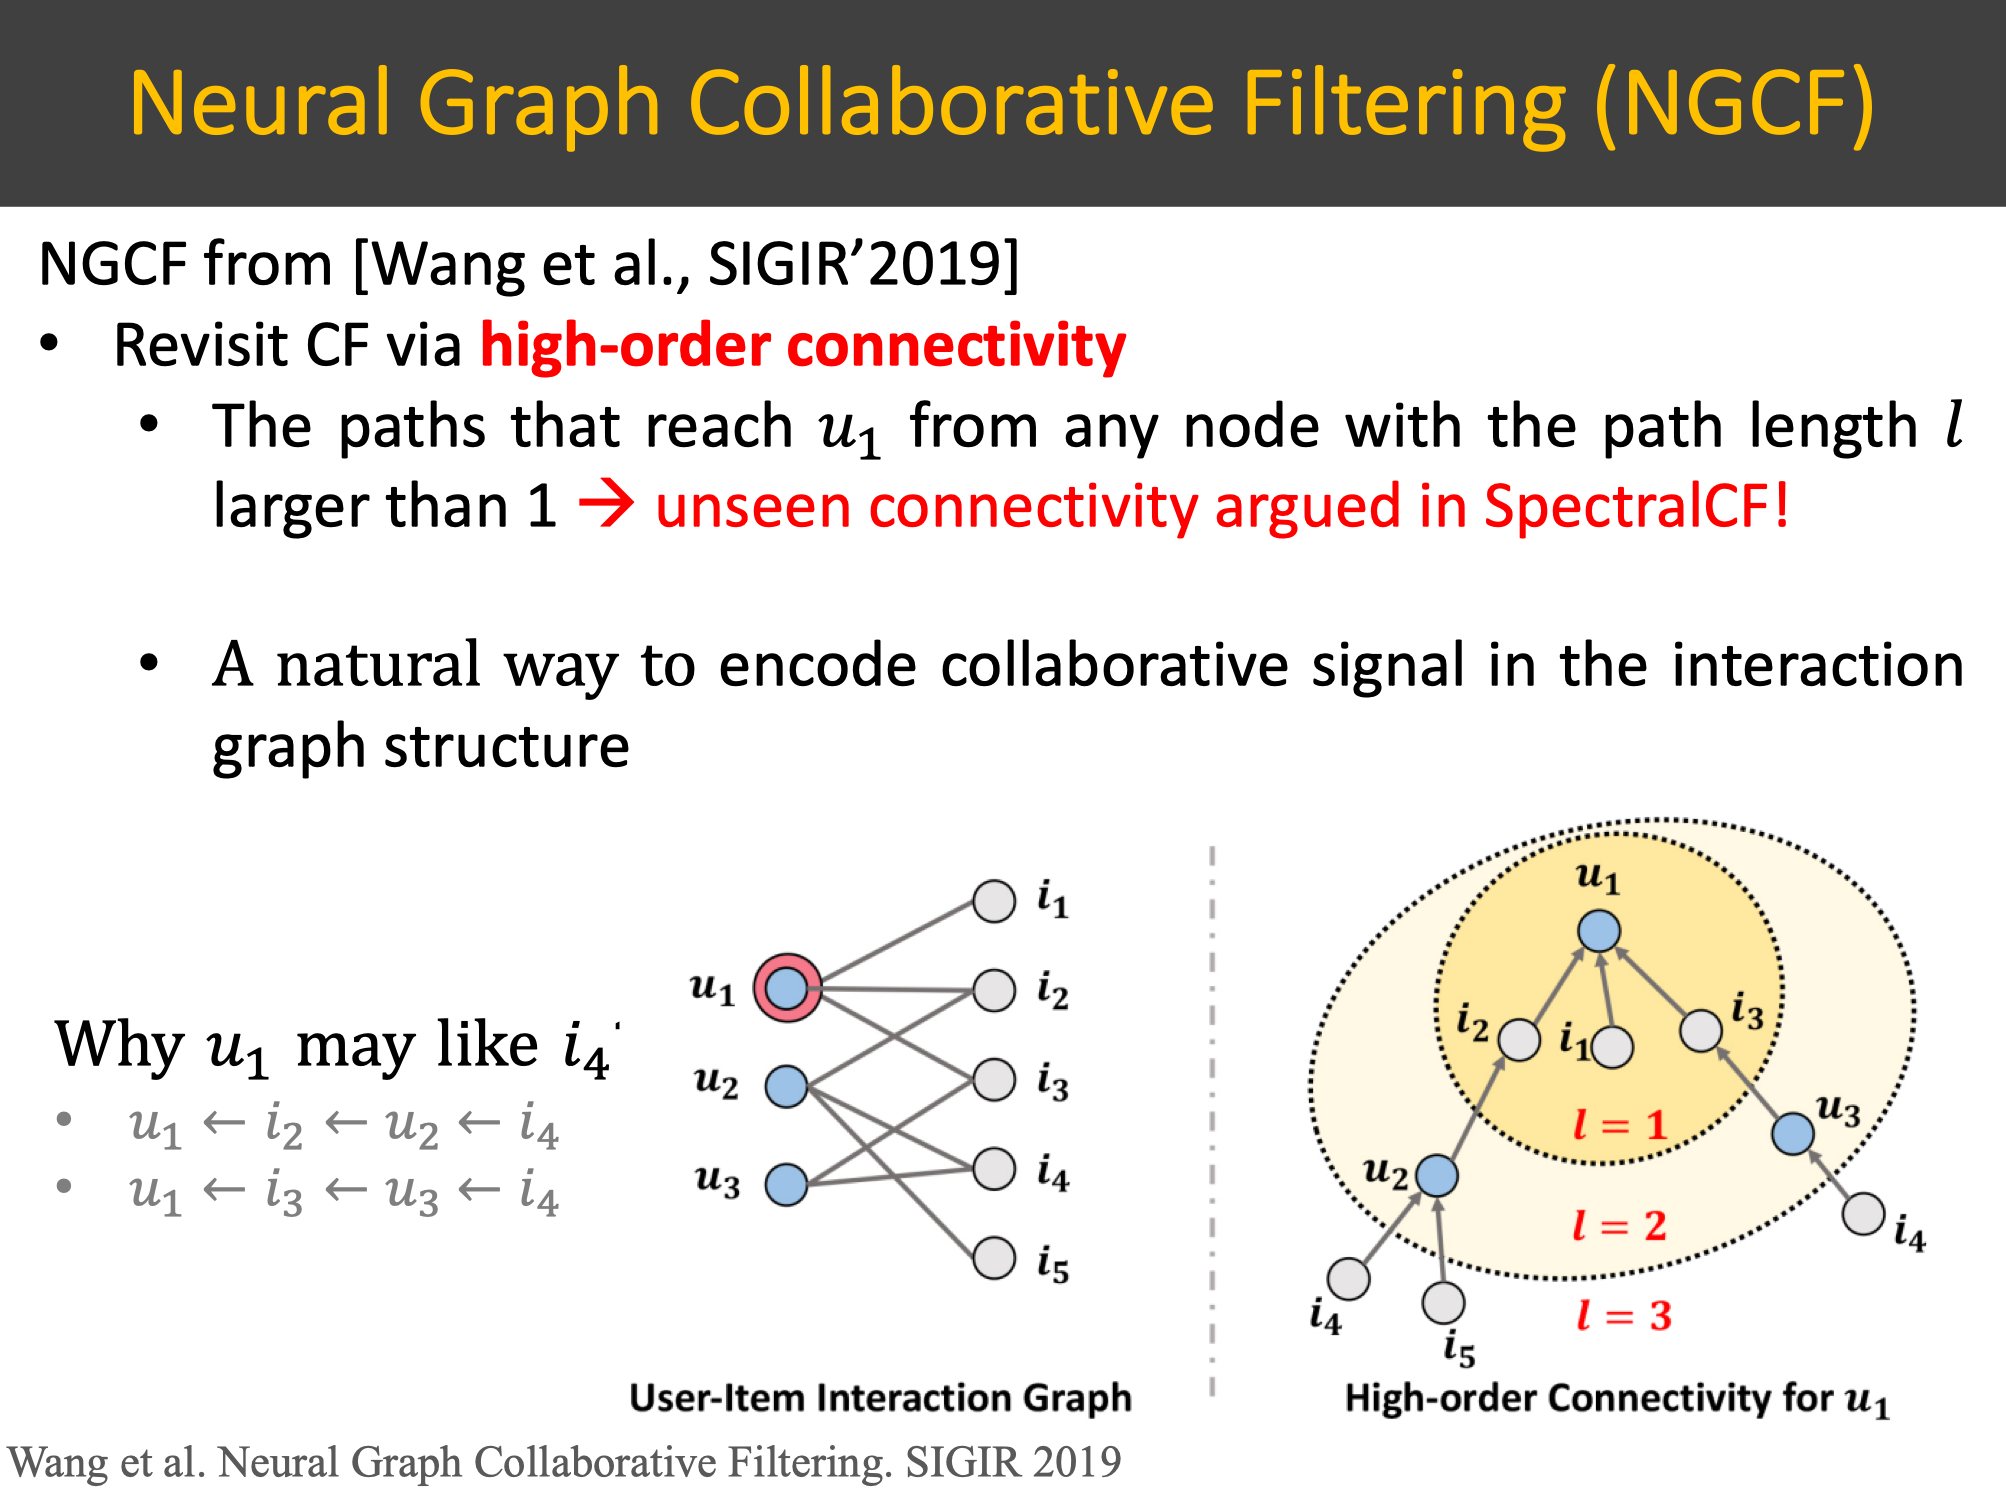 Neural Graph Collaborative Filtering (NGCF)
NGCF from [Wang et al., SIGIR’2019]
• Revisit CF via high-order connectivity
• The paths that reach u₁ from any node with the path length l
larger than 1 → unseen connectivity argued in SpectralCF!
• A natural way to encode collaborative signal in the interaction
graph structure
Why u₁ may like i₄
• u₁ ← i₂ ← u₂ ← i₄
• u₁ ← i₃ ← u₃ ← i₄
i₁
u₁
i₂
u₂
i₃
u₃
i₄
i₅
User-Item Interaction Graph
u₁
i₂
i₁
i₃
l = 1
u₃
u₂
l = 2
i₄
i₄
l = 3
i₅
High-order Connectivity for u₁
Wang et al. Neural Graph Collaborative Filtering. SIGIR 2019